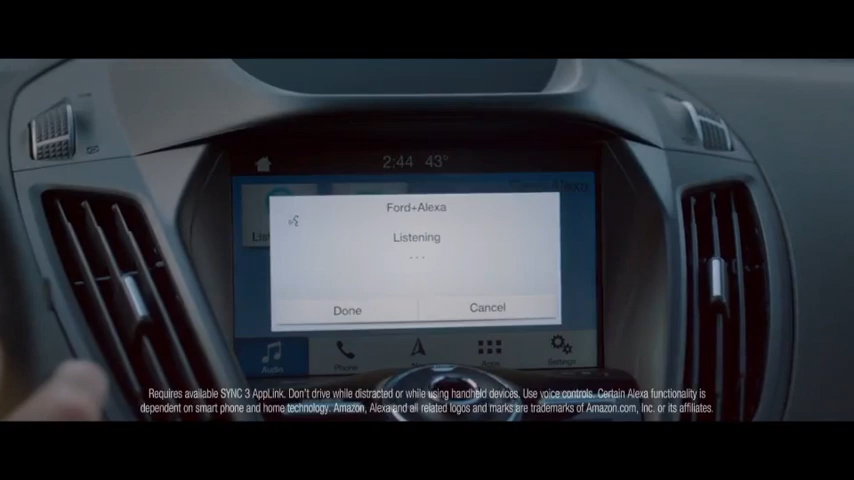 2:44 43°
Ford+Alexa
Listening
...
Done
Cancel
Audio
Phone
Apps
Settings
Requires available SYNC 3 AppLink. Don't drive while distracted or while using handheld devices. Use voice controls. Certain Alexa functionality is
dependent on smart phone and home technology. Amazon, Alexa and all related logos and marks are trademarks of Amazon.com, Inc. or its affiliates.